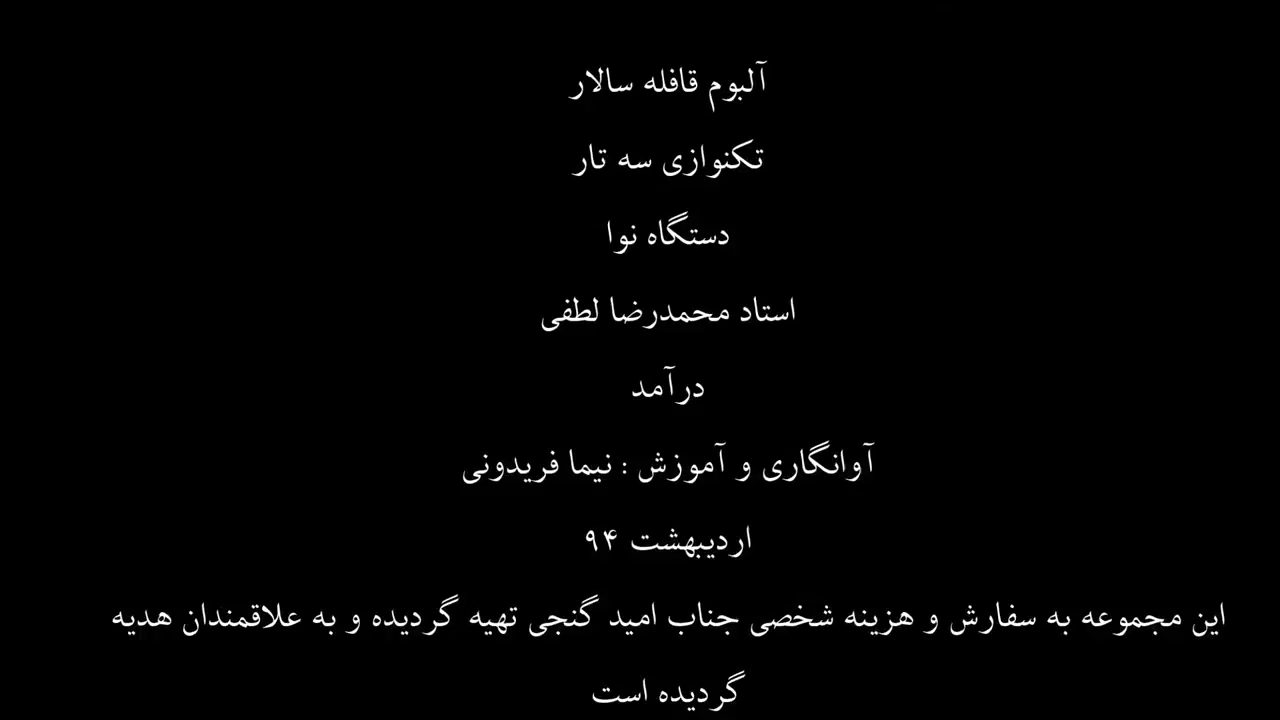 آلبوم قافله سالار
تکنوازی سه تار
دستگاه نوا
استاد محمدرضا لطفی
درآمد
آوانگاری و آموزش : نیما فریدونی
اردیبهشت ۹۴
این مجموعه به سفارش و هزینه شخصی جناب امید گنجی تهیه گردیده و به علاقمندان هدیه
گردیده است